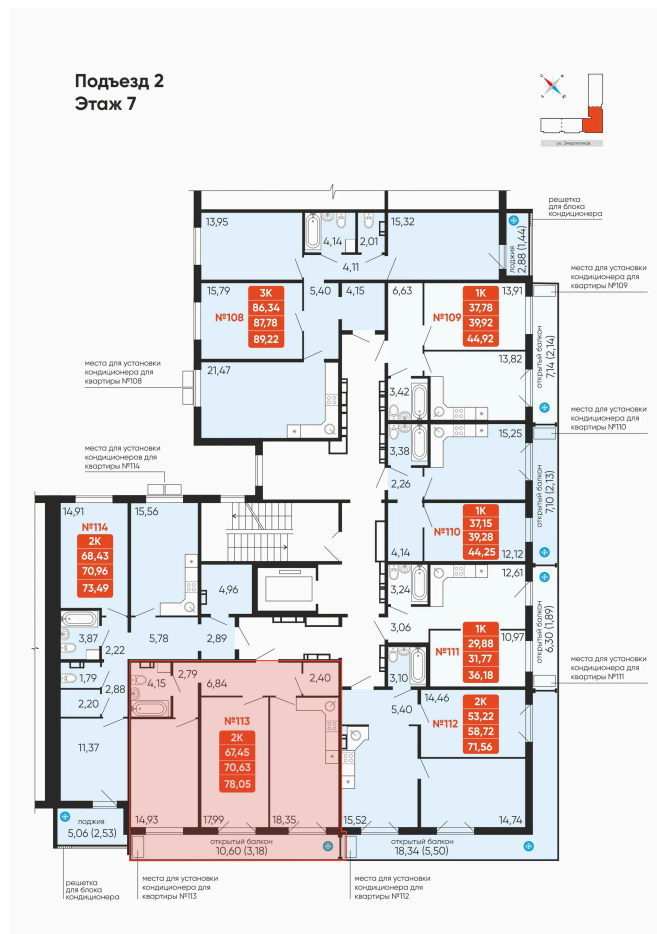 Подъезд 2
Этаж 7
ул. Энергетиков
решетка
для блока
кондиционера
13,95
4,14
2,01
15,32
4,11
лоджия
2,88 (1,44)
места для установки
кондиционера для
квартиры №109
15,79
5,40
4,15
6,63
13,91
№108
3К
86,34
87,78
89,22
№109
1К
37,78
39,92
44,92
открытый балкон
7,14 (2,14)
13,82
места для установки
кондиционера для
квартиры №108
21,47
3,42
места для установки
кондиционера для
квартиры №110
3,38
15,25
места для установки
кондиционеров для
квартиры №114
2,26
открытый балкон
7,10 (2,13)
14,91
15,56
№114
2К
68,43
70,96
73,49
№110
1К
37,15
39,28
44,25
4,14
12,12
4,96
3,24
12,61
3,87
2,22
5,78
2,89
3,06
10,97
открытый балкон
6,30 (1,89)
№111
1К
29,88
31,77
36,18
места для установки
кондиционера для
квартиры №111
1,79
2,88
2,20
4,15
2,79
6,84
2,40
3,10
5,40
14,46
№112
2К
53,22
58,72
71,56
№113
2К
67,45
70,63
78,05
11,37
14,93
17,99
18,35
15,52
14,74
лоджия
5,06 (2,53)
открытый балкон
10,60 (3,18)
открытый балкон
18,34 (5,50)
решетка
для блока
кондиционера
места для установки
кондиционера для
квартиры №113
места для установки
кондиционера для
квартиры №112